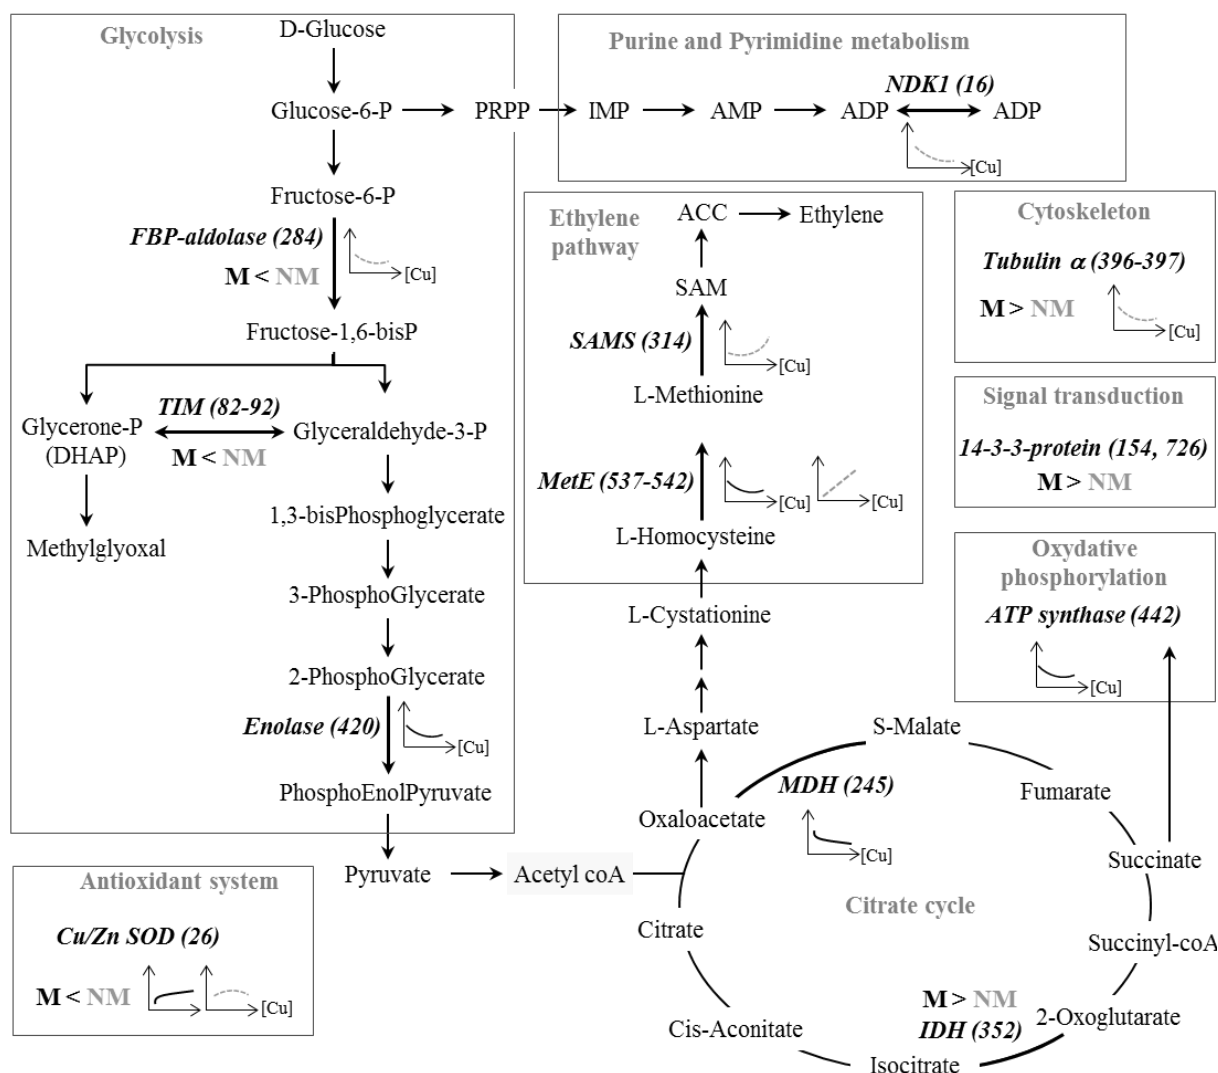 Glycolysis
D-Glucose
Glucose-6-P
PRPP
Fructose-6-P
FBP-aldolase (284)
M < NM
[Cu]
Fructose-1,6-bisP
TIM (82-92)
Glycerone-P
(DHAP)
Glyceraldehyde-3-P
M < NM
1,3-bisPhosphoglycerate
Methylglyoxal
3-PhosphoGlycerate
2-PhosphoGlycerate
Enolase (420)
[Cu]
PhosphoEnolPyruvate
Pyruvate
Acetyl coA
Purine and Pyrimidine metabolism
NDK1 (16)
IMP
AMP
ADP
ADP
[Cu]
Ethylene
pathway
ACC
Ethylene
SAM
SAMS (314)
[Cu]
L-Methionine
MetE (537-542)
[Cu]
[Cu]
L-Homocysteine
L-Cystationine
L-Aspartate
Cytoskeleton
Tubulin α (396-397)
M > NM
[Cu]
Signal transduction
14-3-3-protein (154, 726)
M > NM
Oxydative
phosphorylation
ATP synthase (442)
[Cu]
Antioxidant system
Cu/Zn SOD (26)
M < NM
[Cu]
S-Malate
MDH (245)
Fumarate
Oxaloacetate
[Cu]
Succinate
Citrate cycle
Citrate
Succinyl-coA
M > NM
IDH (352)
2-Oxoglutarate
Cis-Aconitate
Isocitrate